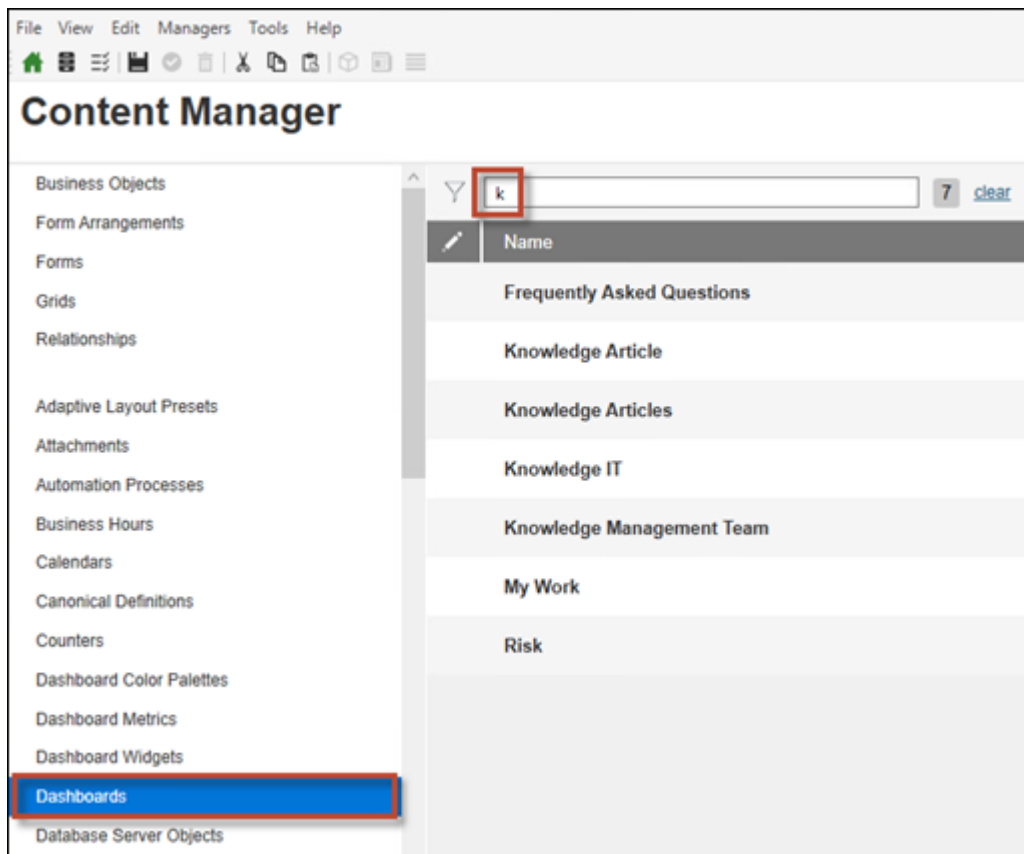 File View Edit Managers Tools Help
Content Manager
Business Objects
Form Arrangements
Forms
Grids
Relationships
Adaptive Layout Presets
Attachments
Automation Processes
Business Hours
Calendars
Canonical Definitions
Counters
Dashboard Color Palettes
Dashboard Metrics
Dashboard Widgets
Dashboards
Database Server Objects
k 7 clear
Name
Frequently Asked Questions
Knowledge Article
Knowledge Articles
Knowledge IT
Knowledge Management Team
My Work
Risk